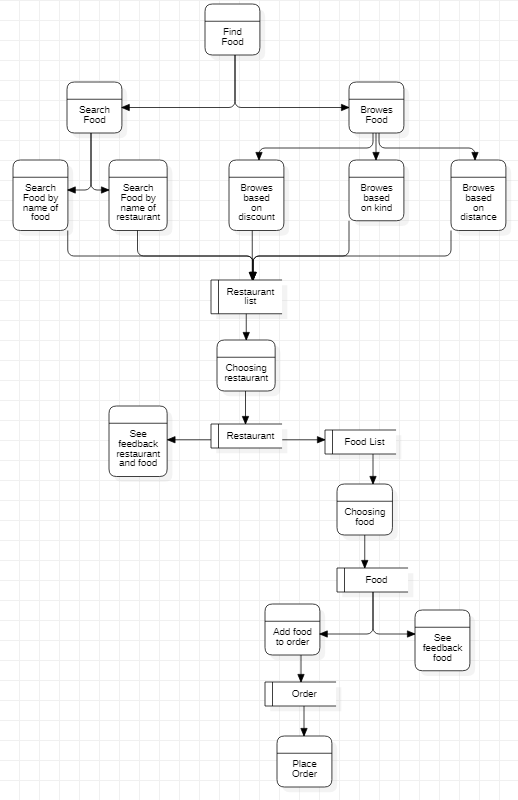 Find
Food
Search
Food
Browes
Food
Search
Food by
name of
food
Search
Food by
name of
restaurant
Browes
based
on
discount
Browes
based
on kind
Browes
based
on
distance
Restaurant
list
Choosing
restaurant
See
feedback
restaurant
and food
Restaurant
Food List
Choosing
food
Food
Add food
to order
See
feedback
food
Order
Place
Order